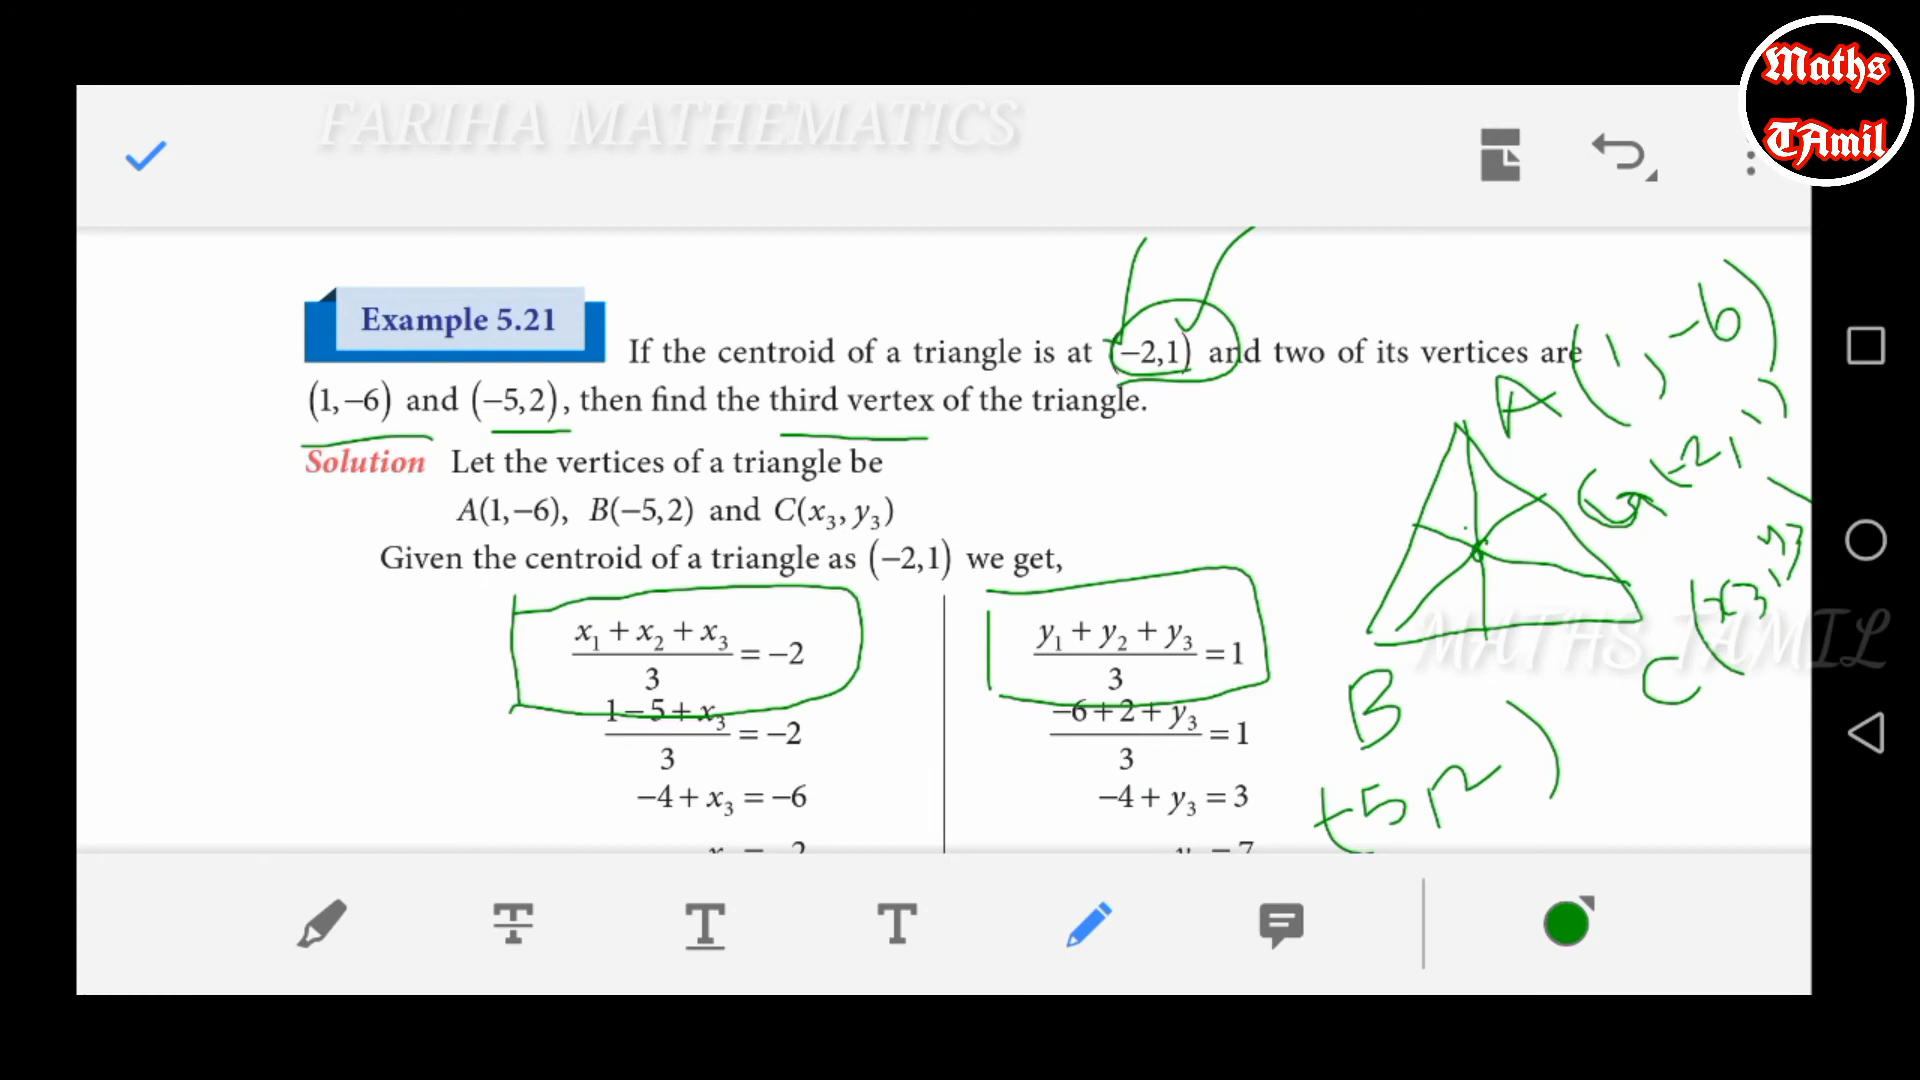 Maths
TAmil
FARIHA MATHEMATICS
Example 5.21
If the centroid of a triangle is at (−2,1) and two of its vertices are
(1,−6) and (−5,2), then find the third vertex of the triangle.
Solution Let the vertices of a triangle be
A(1,−6), B(−5,2) and C(x₃, y₃)
Given the centroid of a triangle as (−2,1) we get,
(x₁ + x₂ + x₃)/3 = −2
(1−5+x₃)/3 = −2
−4+x₃ = −6
(y₁ + y₂ + y₃)/3 = 1
(−6+2+y₃)/3 = 1
−4+y₃ = 3
A (1, −6)
G (−2, 1)
(x3, y3)
C
B
(−5, 2)
MATHS TAMIL
T
T
T